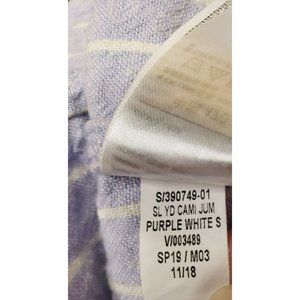 S/390749-01
SL YD CAMI JUM
PURPLE WHITE S
V/003489
SP19 / M03
11/18